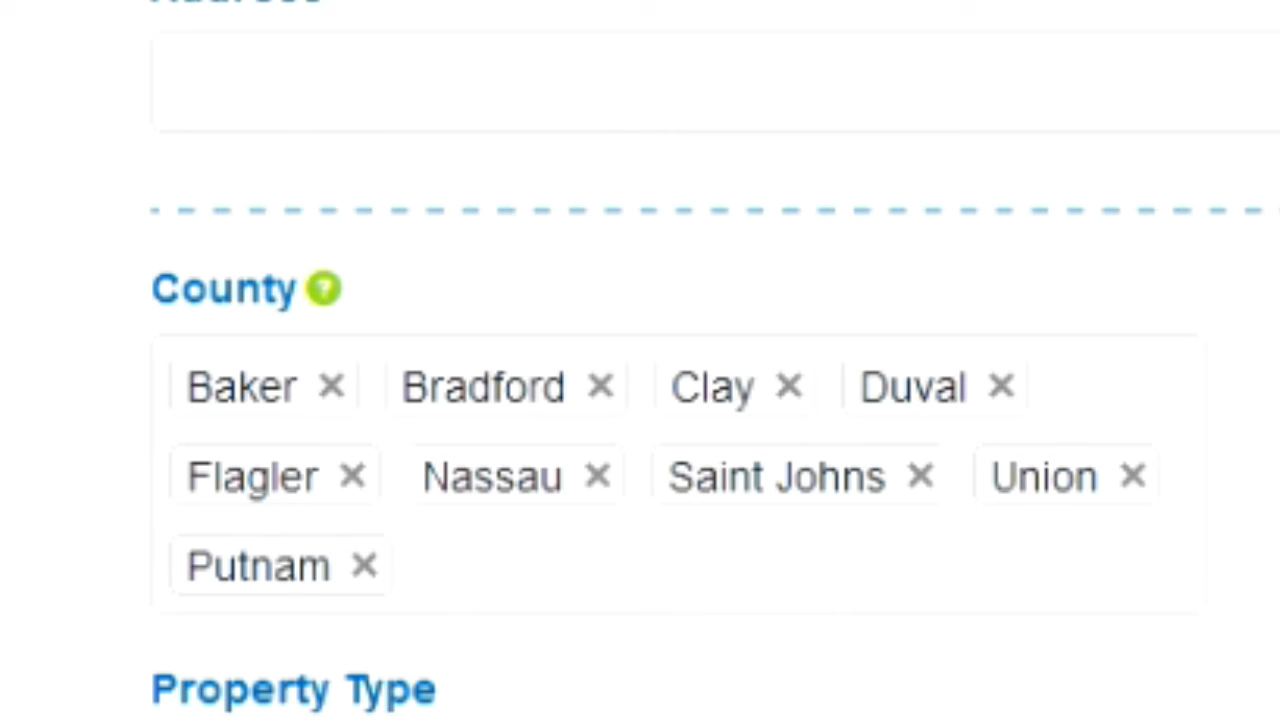 County ?
Baker × Bradford × Clay × Duval ×
Flagler × Nassau × Saint Johns × Union ×
Putnam ×
Property Type